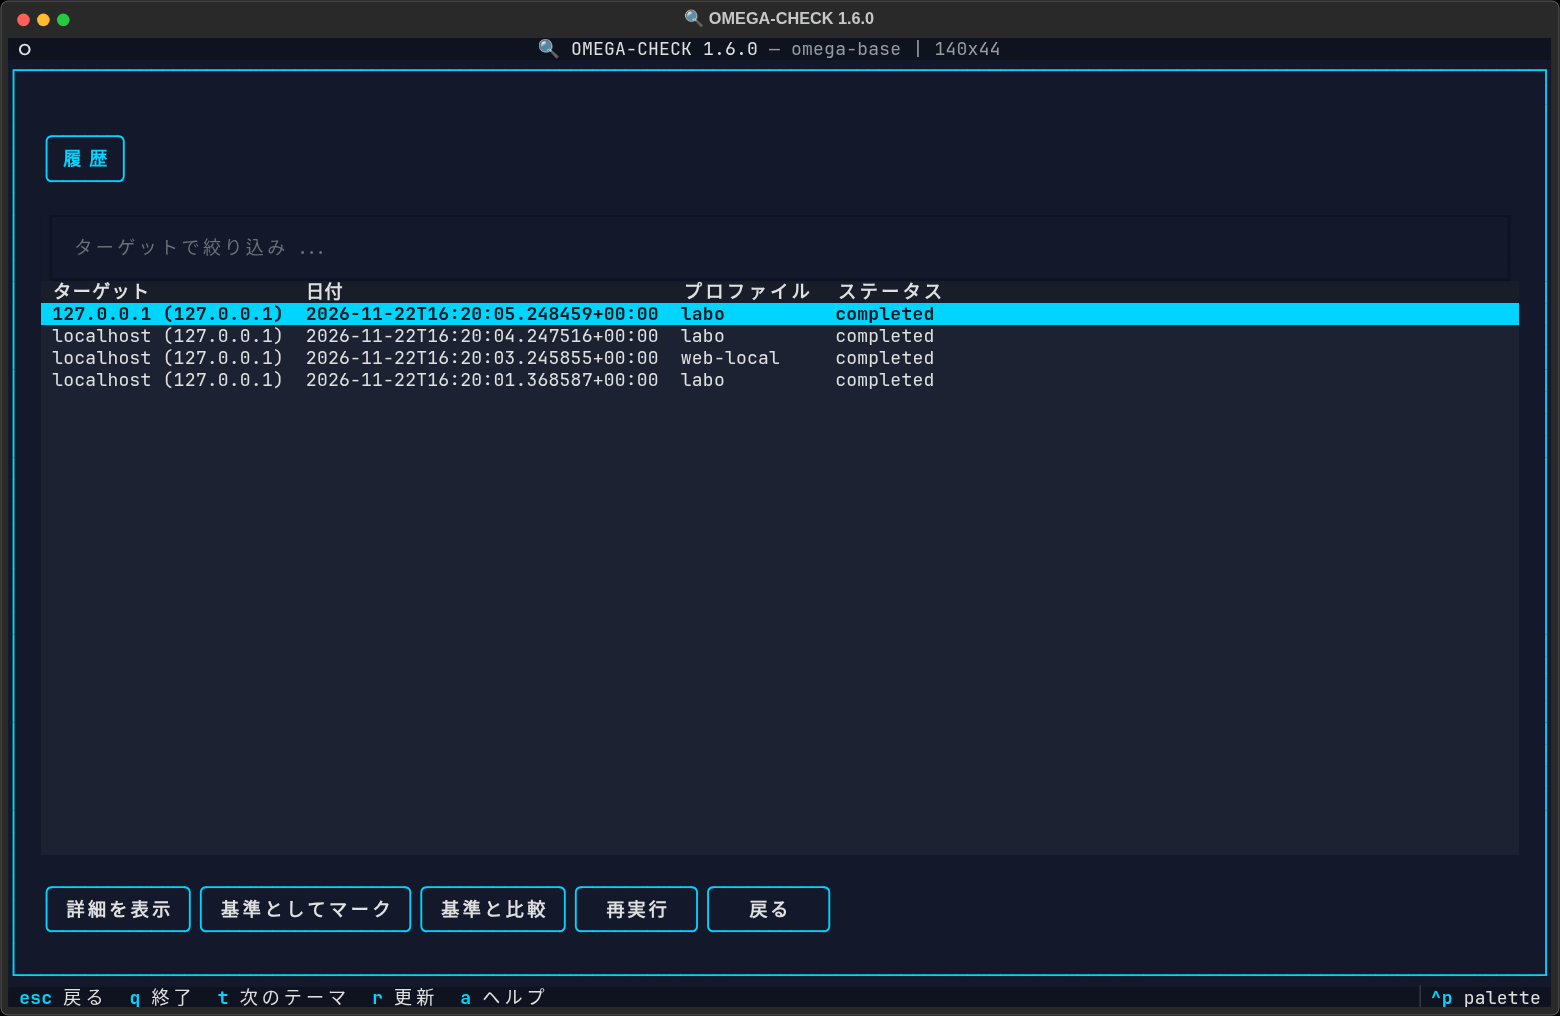 🔍 OMEGA-CHECK 1.6.0
🔍 OMEGA-CHECK 1.6.0 — omega-base | 140x44
履歴
ターゲットで絞り込み ...
ターゲット 日付 プロファイル ステータス
127.0.0.1 (127.0.0.1) 2026-11-22T16:20:05.248459+00:00 labo completed
localhost (127.0.0.1) 2026-11-22T16:20:04.247516+00:00 labo completed
localhost (127.0.0.1) 2026-11-22T16:20:03.245855+00:00 web-local completed
localhost (127.0.0.1) 2026-11-22T16:20:01.368587+00:00 labo completed
詳細を表示 基準としてマーク 基準と比較 再実行 戻る
esc 戻る q 終了 t 次のテーマ r 更新 a ヘルプ ^p palette